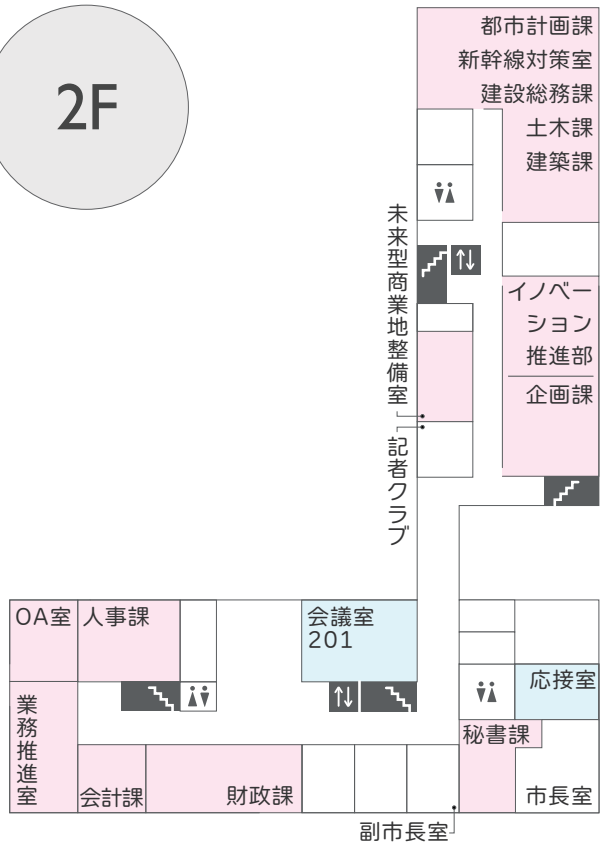 2F
都市計画課
新幹線対策室
建設総務課
土木課
建築課
未来型商業地整備室
イノベー
ション
推進部
企画課
記者クラブ
OA室
人事課
会議室
201
応接室
業務推進室
秘書課
会計課
財政課
市長室
副市長室